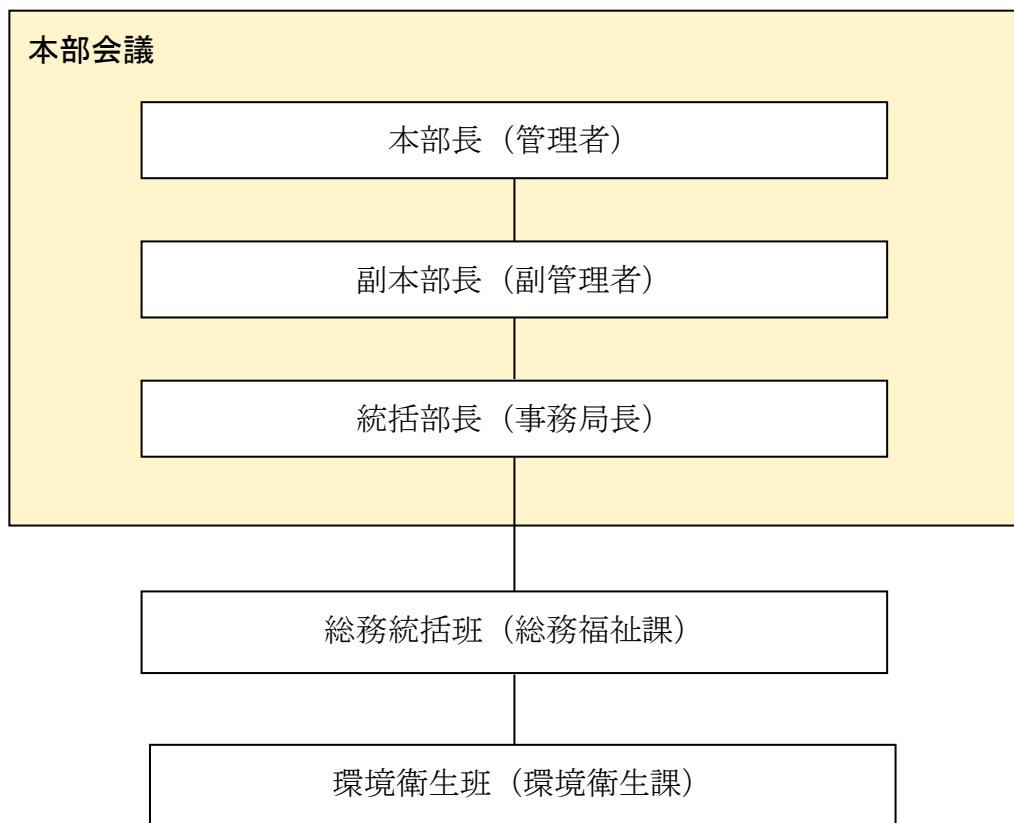 本部会議
本部長（管理者）
副本部長（副管理者）
統括部長（事務局長）
総務統括班（総務福祉課）
環境衛生班（環境衛生課）